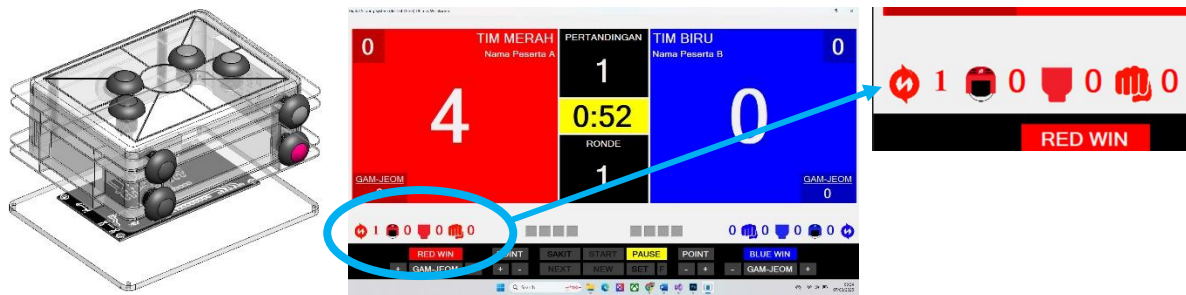 TIM MERAH
Nama Peserta A
0
4
GAM-JEOM
PERTANDINGAN
1
0:52
RONDE
1
TIM BIRU
Nama Peserta B
0
0
GAM-JEOM
0
1 0 0 0
0 0 0 0
RED WIN POINT SAKIT START PAUSE POINT BLUE WIN
+ GAM-JEOM + - NEXT NEW SET F - + - GAM-JEOM +
1 0 0 0
RED WIN